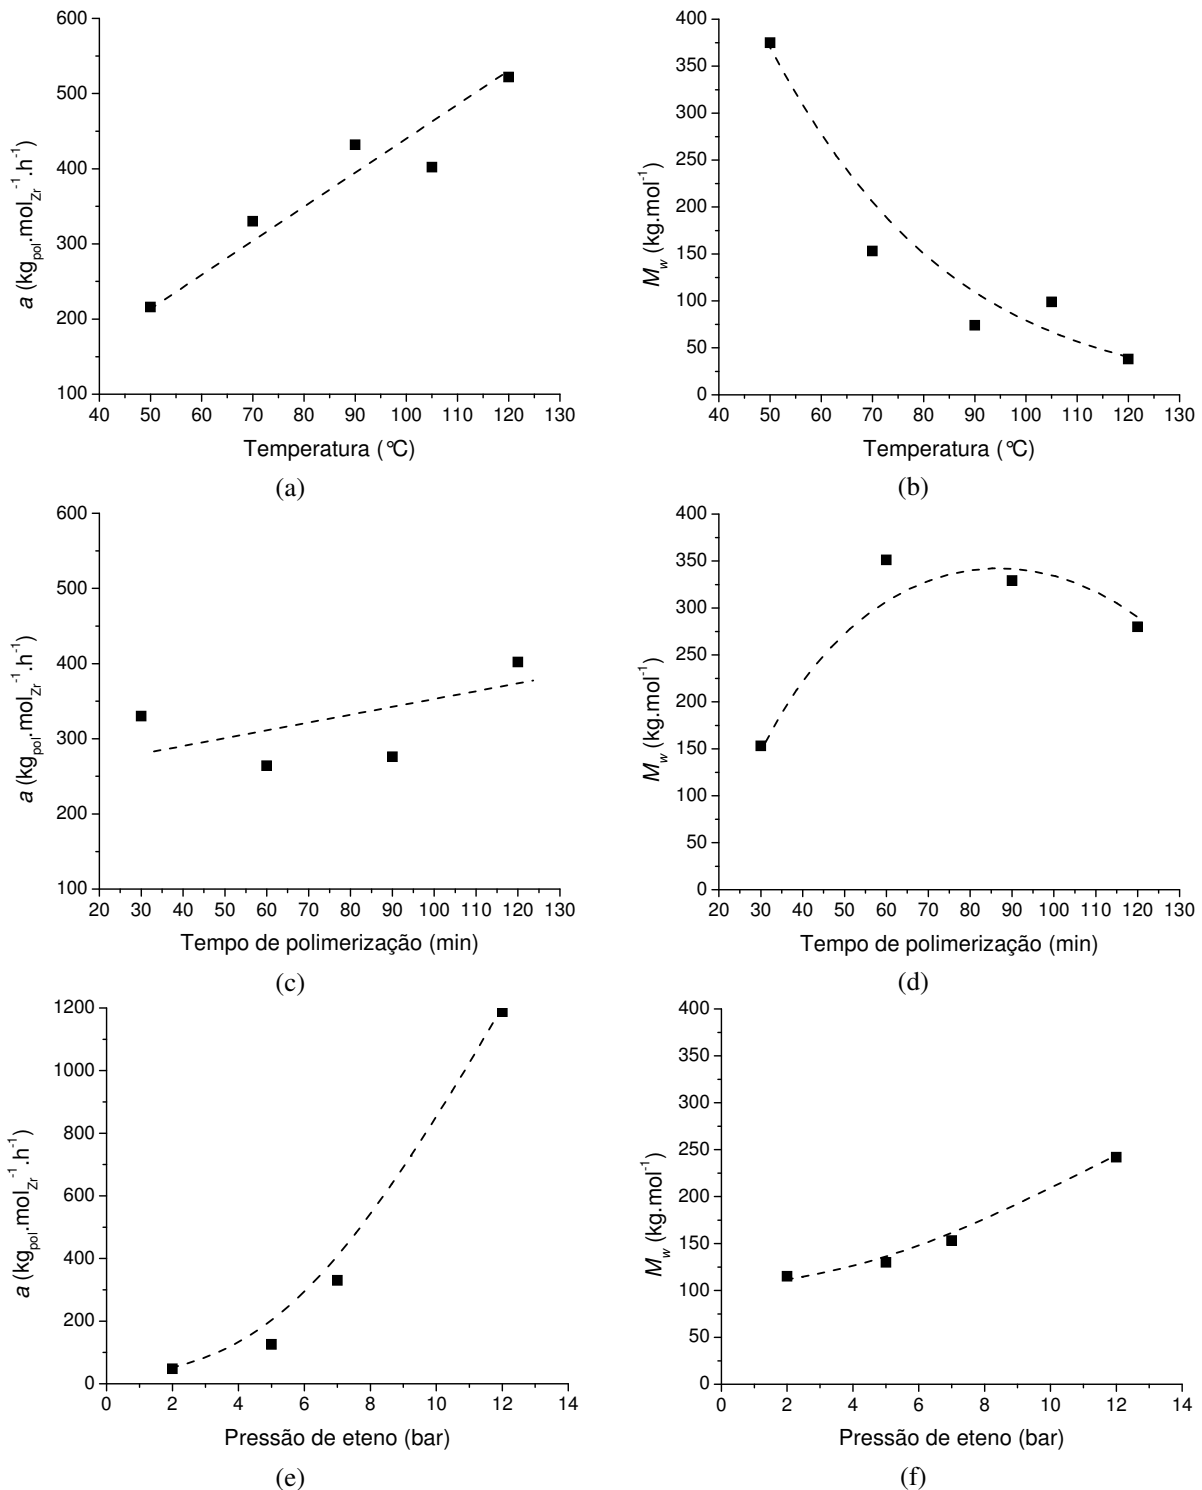 600
500
400
300
200
100
a (kg_pol.mol_Zr^-1.h^-1)
40 50 60 70 80 90 100 110 120 130
Temperatura (°C)
(a)
400
350
300
250
200
150
100
50
0
M_w (kg.mol^-1)
40 50 60 70 80 90 100 110 120 130
Temperatura (°C)
(b)
600
500
400
300
200
100
a (kg_pol.mol_Zr^-1.h^-1)
20 30 40 50 60 70 80 90 100 110 120 130
Tempo de polimerização (min)
(c)
400
350
300
250
200
150
100
50
0
M_w (kg.mol^-1)
20 30 40 50 60 70 80 90 100 110 120 130
Tempo de polimerização (min)
(d)
1200
1000
800
600
400
200
0
a (kg_pol.mol_Zr^-1.h^-1)
0 2 4 6 8 10 12 14
Pressão de eteno (bar)
(e)
400
350
300
250
200
150
100
50
0
M_w (kg.mol^-1)
0 2 4 6 8 10 12 14
Pressão de eteno (bar)
(f)